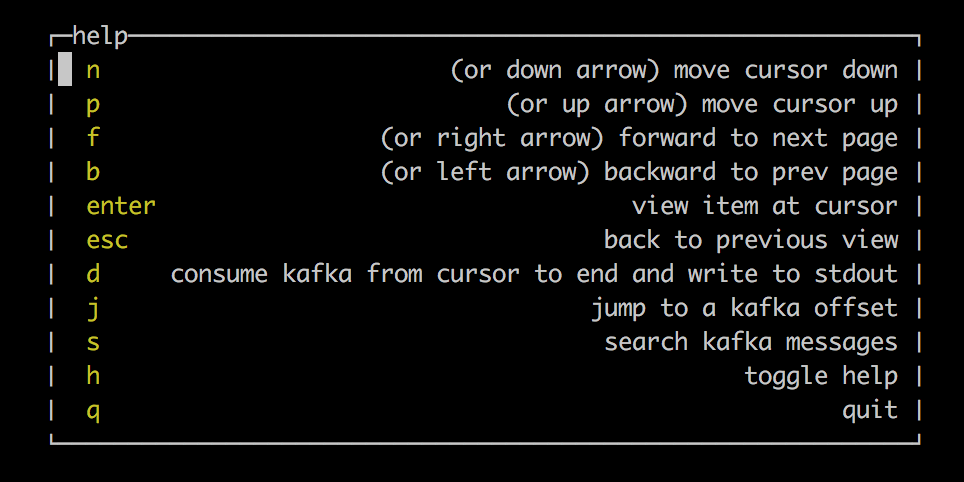 help
n (or down arrow) move cursor down
p (or up arrow) move cursor up
f (or right arrow) forward to next page
b (or left arrow) backward to prev page
enter view item at cursor
esc back to previous view
d consume kafka from cursor to end and write to stdout
j jump to a kafka offset
s search kafka messages
h toggle help
q quit